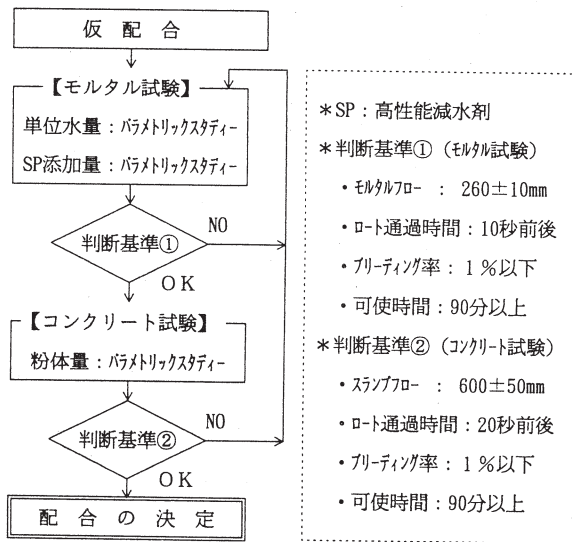 仮配合
【モルタル試験】
単位水量：ﾊﾟﾗﾒﾄﾘｯｸｽﾀﾃﾞｨｰ
SP添加量：ﾊﾟﾗﾒﾄﾘｯｸｽﾀﾃﾞｨｰ
判断基準①
NO
OK
【コンクリート試験】
粉体量：ﾊﾟﾗﾒﾄﾘｯｸｽﾀﾃﾞｨｰ
判断基準②
NO
OK
配合の決定
＊SP：高性能減水剤
＊判断基準①（ﾓﾙﾀﾙ試験）
・ﾓﾙﾀﾙﾌﾛｰ ： 260±10mm
・ﾛｰﾄ通過時間：10秒前後
・ﾌﾞﾘｰﾃﾞｨﾝｸﾞ率：１％以下
・可使時間：90分以上
＊判断基準②（ｺﾝｸﾘｰﾄ試験）
・ｽﾗﾝﾌﾟﾌﾛｰ ： 600±50mm
・ﾛｰﾄ通過時間：20秒前後
・ﾌﾞﾘｰﾃﾞｨﾝｸﾞ率：１％以下
・可使時間：90分以上